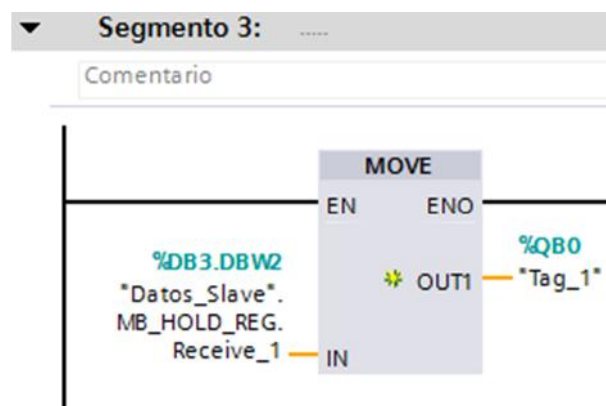 Segmento 3: .....
Comentario
MOVE
EN ENO
%DB3.DBW2
"Datos_Slave".
MB_HOLD_REG.
Receive_1
IN
OUT1
%QB0
"Tag_1"